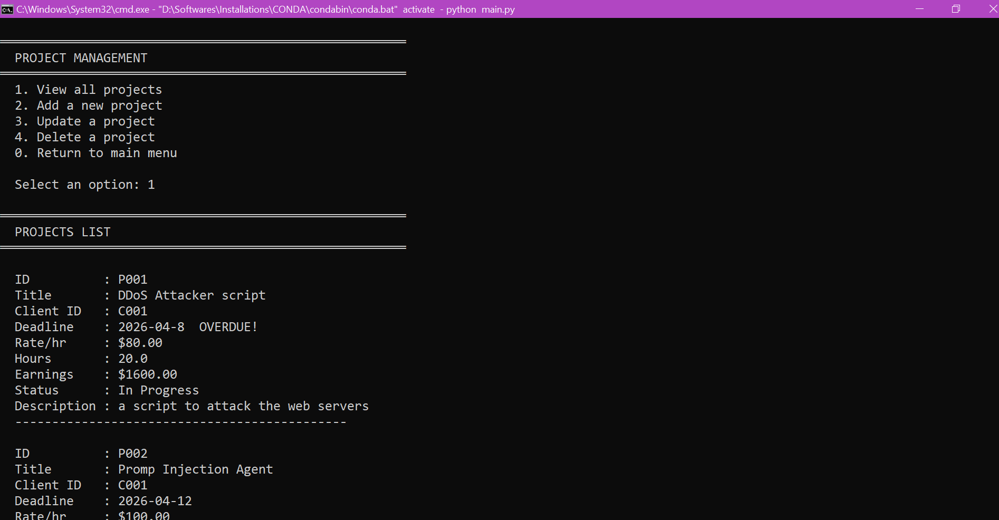 C:\Windows\System32\cmd.exe - "D:\Softwares\Installations\CONDA\condabin\conda.bat"  activate  - python  main.py
PROJECT MANAGEMENT
1. View all projects
2. Add a new project
3. Update a project
4. Delete a project
0. Return to main menu
Select an option: 1
PROJECTS LIST
ID          : P001
Title       : DDoS Attacker script
Client ID   : C001
Deadline    : 2026-04-8  OVERDUE!
Rate/hr     : $80.00
Hours       : 20.0
Earnings    : $1600.00
Status      : In Progress
Description : a script to attack the web servers
---------------------------------------------
ID          : P002
Title       : Promp Injection Agent
Client ID   : C001
Deadline    : 2026-04-12
Rate/hr     : $100.00